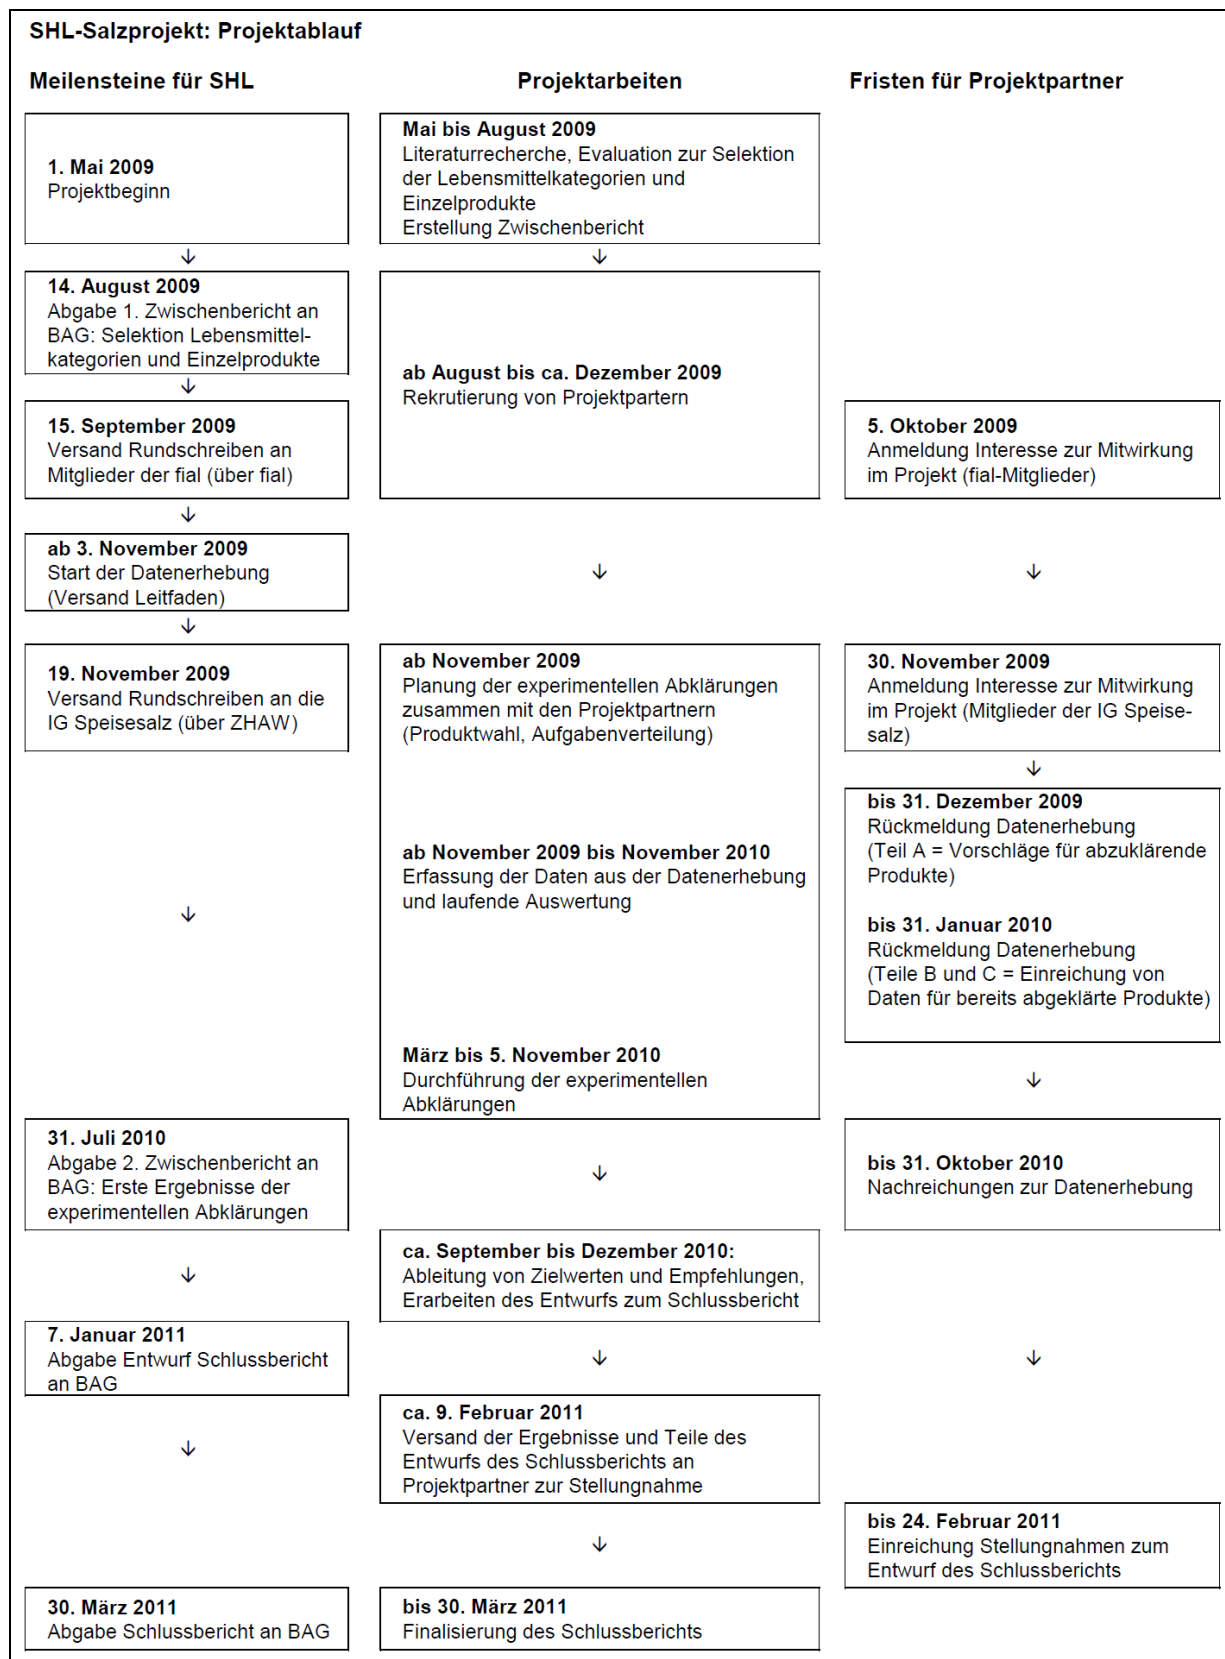 SHL-Salzprojekt: Projektablauf
Meilensteine für SHL
Projektarbeiten
Fristen für Projektpartner
1. Mai 2009
Projektbeginn
Mai bis August 2009
Literaturrecherche, Evaluation zur Selektion
der Lebensmittelkategorien und
Einzelprodukte
Erstellung Zwischenbericht
14. August 2009
Abgabe 1. Zwischenbericht an
BAG: Selektion Lebensmittel-
kategorien und Einzelprodukte
ab August bis ca. Dezember 2009
Rekrutierung von Projektpartern
15. September 2009
Versand Rundschreiben an
Mitglieder der fial (über fial)
5. Oktober 2009
Anmeldung Interesse zur Mitwirkung
im Projekt (fial-Mitglieder)
ab 3. November 2009
Start der Datenerhebung
(Versand Leitfaden)
19. November 2009
Versand Rundschreiben an die
IG Speisesalz (über ZHAW)
ab November 2009
Planung der experimentellen Abklärungen
zusammen mit den Projektpartnern
(Produktwahl, Aufgabenverteilung)
30. November 2009
Anmeldung Interesse zur Mitwirkung
im Projekt (Mitglieder der IG Speise-
salz)
ab November 2009 bis November 2010
Erfassung der Daten aus der Datenerhebung
und laufende Auswertung
bis 31. Dezember 2009
Rückmeldung Datenerhebung
(Teil A = Vorschläge für abzuklärende
Produkte)
bis 31. Januar 2010
Rückmeldung Datenerhebung
(Teile B und C = Einreichung von
Daten für bereits abgeklärte Produkte)
März bis 5. November 2010
Durchführung der experimentellen
Abklärungen
31. Juli 2010
Abgabe 2. Zwischenbericht an
BAG: Erste Ergebnisse der
experimentellen Abklärungen
bis 31. Oktober 2010
Nachreichungen zur Datenerhebung
ca. September bis Dezember 2010:
Ableitung von Zielwerten und Empfehlungen,
Erarbeiten des Entwurfs zum Schlussbericht
7. Januar 2011
Abgabe Entwurf Schlussbericht
an BAG
ca. 9. Februar 2011
Versand der Ergebnisse und Teile des
Entwurfs des Schlussberichts an
Projektpartner zur Stellungnahme
bis 24. Februar 2011
Einreichung Stellungnahmen zum
Entwurf des Schlussberichts
30. März 2011
Abgabe Schlussbericht an BAG
bis 30. März 2011
Finalisierung des Schlussberichts